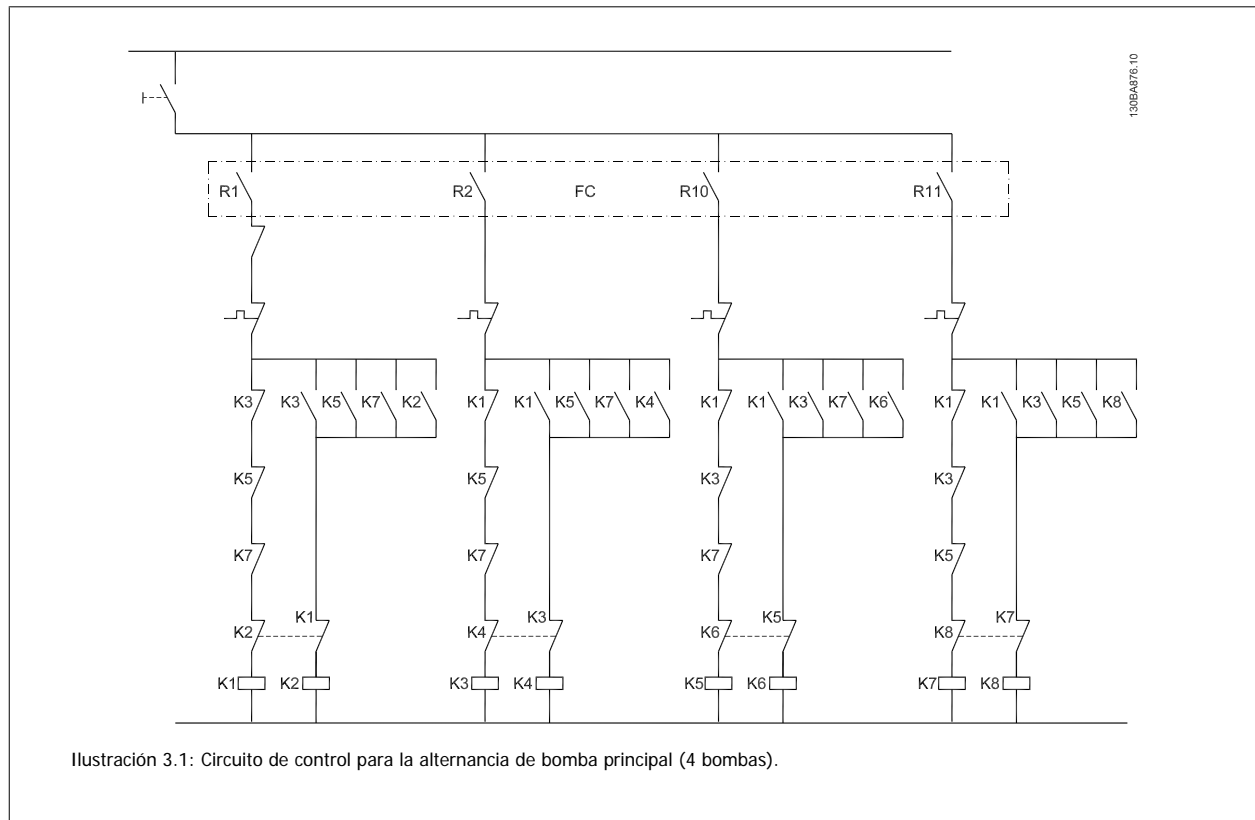 130BA876.10
R1 R2 FC R10 R11
K3 K3 K5 K7 K2 K1 K1 K5 K7 K4 K1 K1 K3 K7 K6 K1 K1 K3 K5 K8
K5 K5 K3 K3
K7 K7 K7 K5
K2 K1 K4 K3 K6 K5 K8 K7
K1 K2 K3 K4 K5 K6 K7 K8
Ilustración 3.1: Circuito de control para la alternancia de bomba principal (4 bombas).